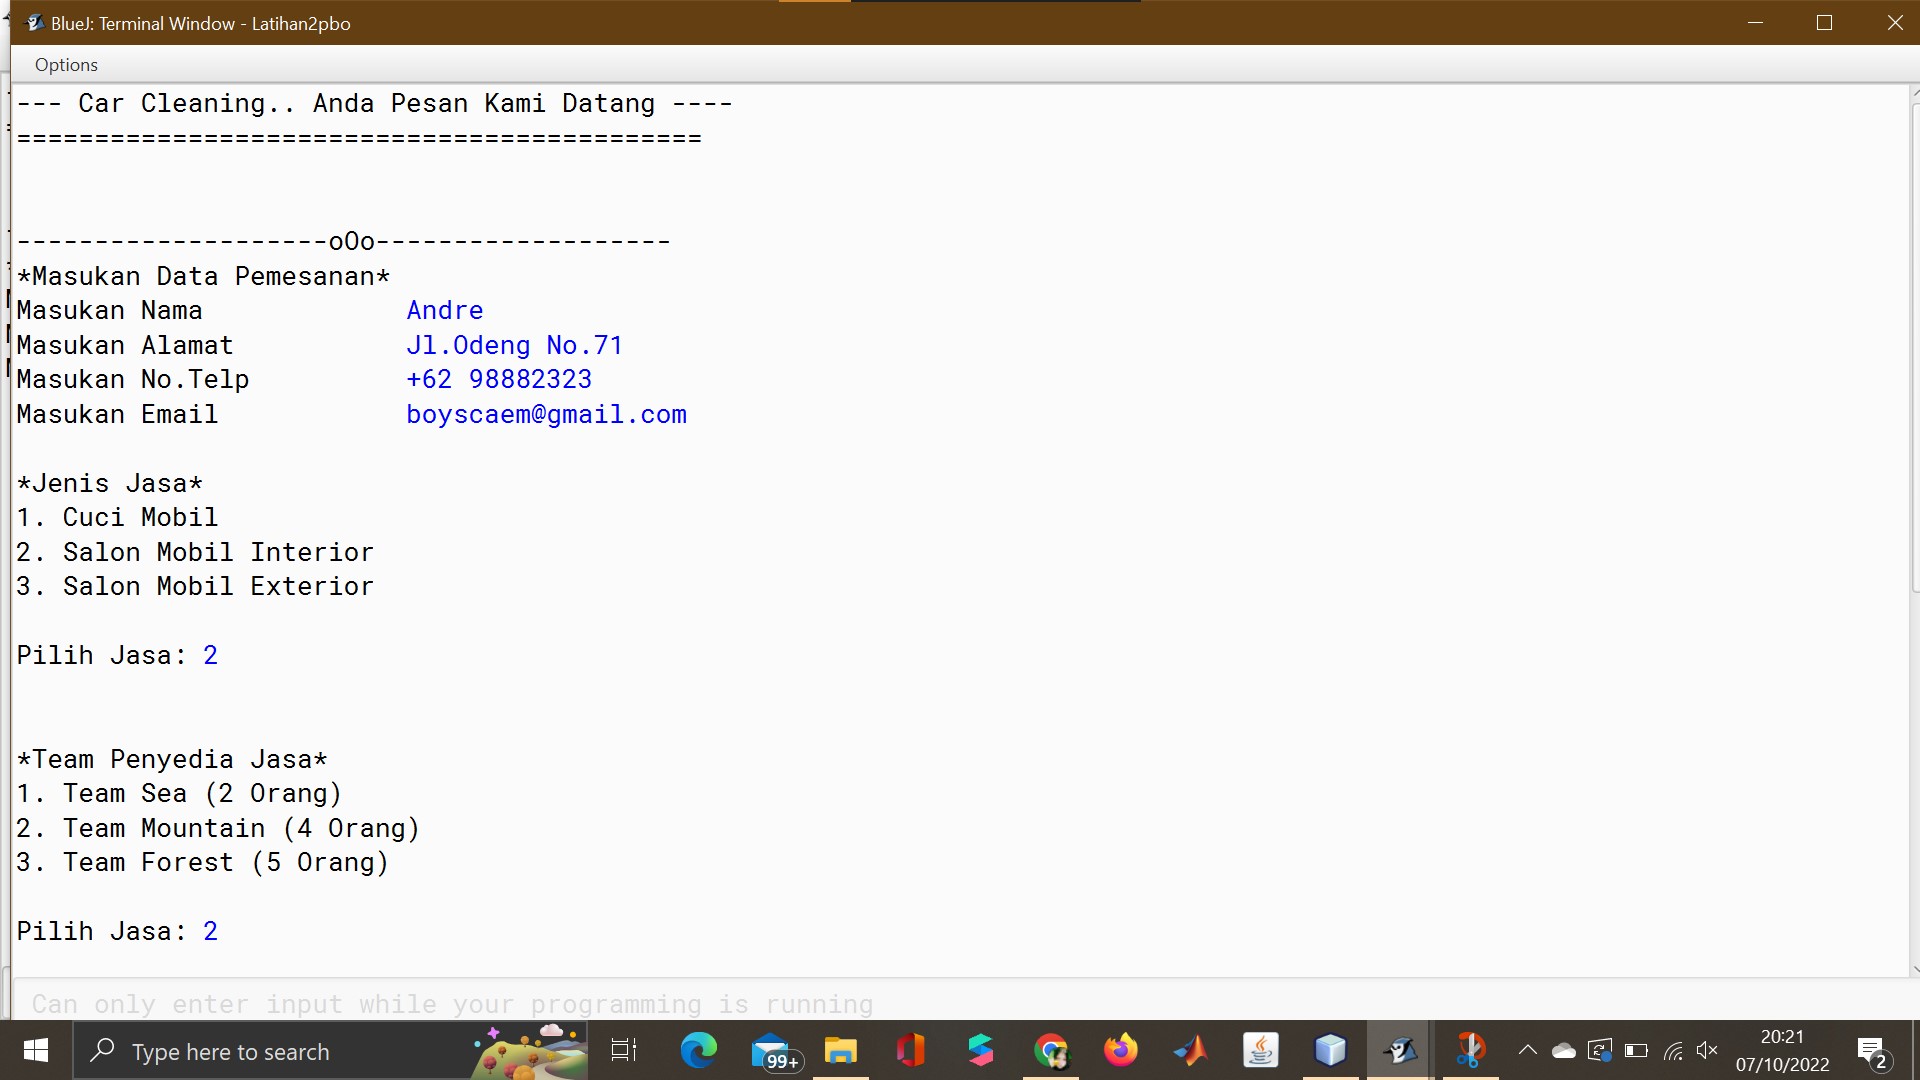 BlueJ: Terminal Window - Latihan2pbo
Options
--- Car Cleaning.. Anda Pesan Kami Datang ----
============================================
--------------------oOo-------------------
*Masukan Data Pemesanan*
Masukan Nama Andre
Masukan Alamat Jl.Odeng No.71
Masukan No.Telp +62 98882323
Masukan Email boyscaem@gmail.com
*Jenis Jasa*
1. Cuci Mobil
2. Salon Mobil Interior
3. Salon Mobil Exterior
Pilih Jasa: 2
*Team Penyedia Jasa*
1. Team Sea (2 Orang)
2. Team Mountain (4 Orang)
3. Team Forest (5 Orang)
Pilih Jasa: 2
Can only enter input while your programming is running
Type here to search
99+
20:21
07/10/2022
2